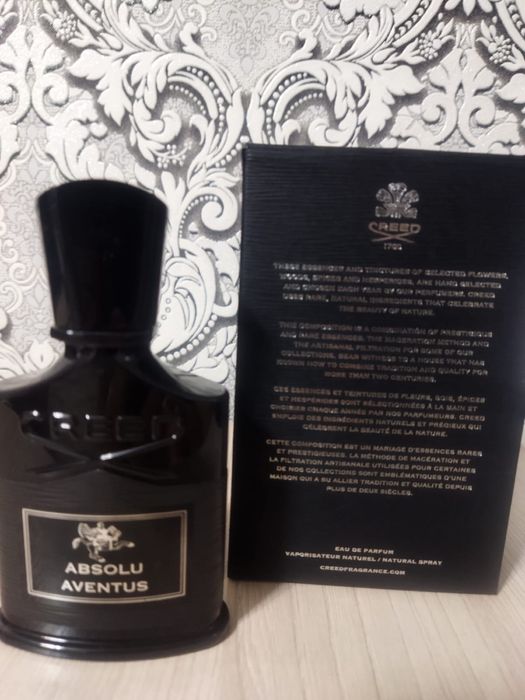 CREED
ABSOLU
AVENTUS
CREED
1760
THESE ESSENCES AND TINCTURES OF SELECTED FLOWERS,
WOODS, SPICES AND HESPERIDES, ARE HAND SELECTED
AND CHOSEN EACH YEAR BY OUR PERFUMERS. CREED
USES RARE, NATURAL INGREDIENTS THAT CELEBRATE
THE BEAUTY OF NATURE.
THIS COMPOSITION IS A COMBINATION OF PRESTIGIOUS
AND RARE ESSENCES. THE MACERATION METHOD AND
THE ARTISANAL FILTRATION FOR SOME OF OUR
COLLECTIONS, BEAR WITNESS TO A HOUSE THAT HAS
KNOWN HOW TO COMBINE TRADITION AND QUALITY FOR
MORE THAN TWO CENTURIES.
CES ESSENCES ET TEINTURES DE FLEURS, BOIS, ÉPICES
ET HESPÉRIDES SONT SÉLECTIONNÉES À LA MAIN ET
CHOISIES CHAQUE ANNÉE PAR NOS PARFUMEURS. CREED
EMPLOIE DES INGRÉDIENTS NATURELS ET PRÉCIEUX QUI
CÉLÈBRENT LA BEAUTÉ DE LA NATURE.
CETTE COMPOSITION EST UN MARIAGE D'ESSENCES RARES
ET PRESTIGIEUSES. LA MÉTHODE DE MACÉRATION ET
LA FILTRATION ARTISANALE UTILISÉES POUR CERTAINES
DE NOS COLLECTIONS SONT EMBLÉMATIQUES D'UNE
MAISON QUI A SU ALLIER TRADITION ET QUALITÉ DEPUIS
PLUS DE DEUX SIÈCLES.
EAU DE PARFUM
VAPORISATEUR NATUREL / NATURAL SPRAY
CREEDFRAGRANCE.COM